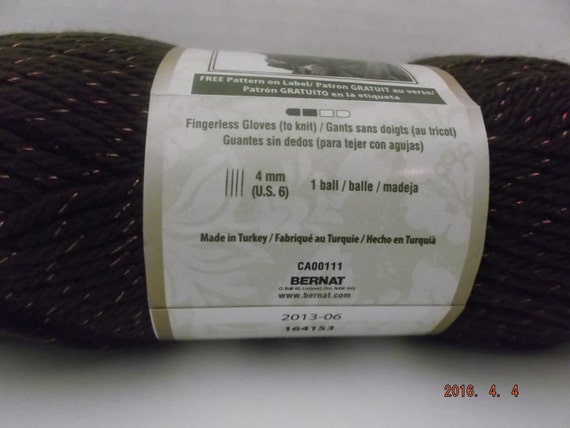 FREE Pattern on Label/ Patron GRATUIT au verso/
Patrón GRATUITO en la etiqueta
Fingerless Gloves (to knit) / Gants sans doigts (au tricot)
Guantes sin dedos (para tejer con agujas)
4 mm
(U.S. 6)
1 ball / balle / madeja
Made in Turkey / Fabriqué au Turquie / Hecho en Turquià
CA00111
BERNAT
www.bernat.com
2013-06
164153
2016. 4. 4